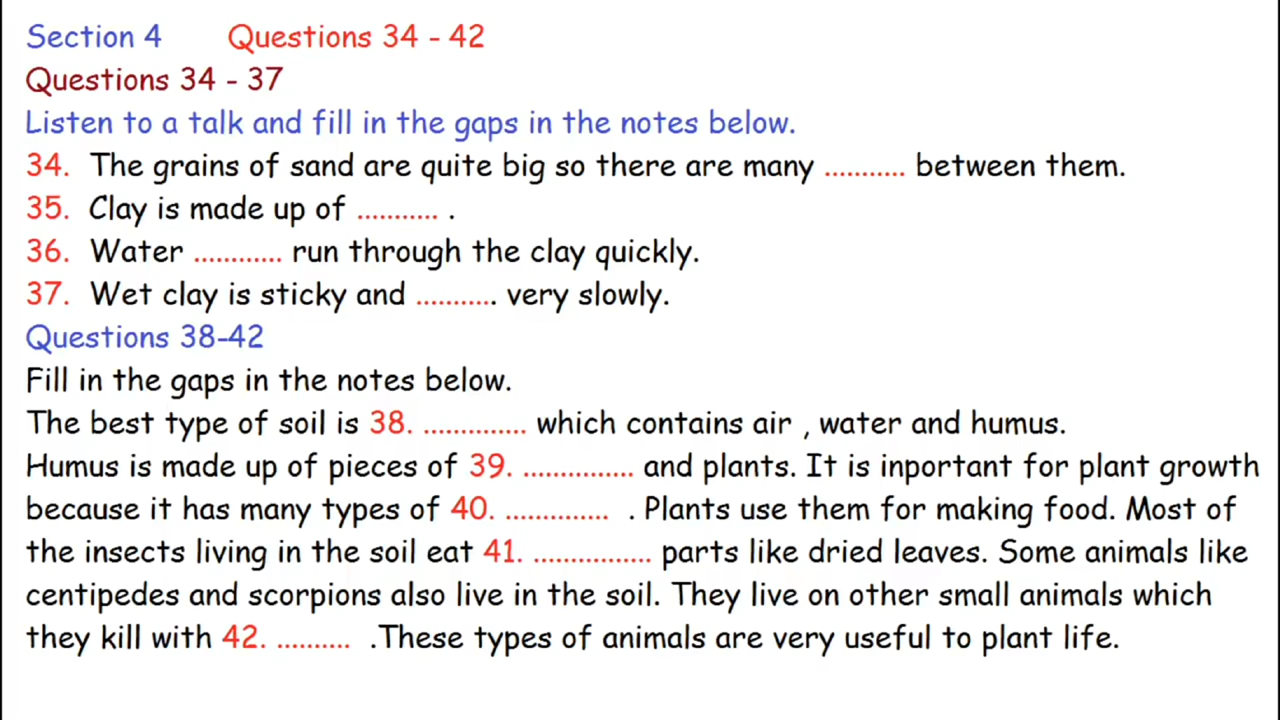 Section 4 Questions 34 - 42
Questions 34 - 37
Listen to a talk and fill in the gaps in the notes below.
34. The grains of sand are quite big so there are many ........... between them.
35. Clay is made up of ........... .
36. Water ............ run through the clay quickly.
37. Wet clay is sticky and ........... very slowly.
Questions 38-42
Fill in the gaps in the notes below.
The best type of soil is 38. .............. which contains air , water and humus.
Humus is made up of pieces of 39. ............... and plants. It is inportant for plant growth
because it has many types of 40. .............. . Plants use them for making food. Most of
the insects living in the soil eat 41. ................ parts like dried leaves. Some animals like
centipedes and scorpions also live in the soil. They live on other small animals which
they kill with 42. .......... .These types of animals are very useful to plant life.